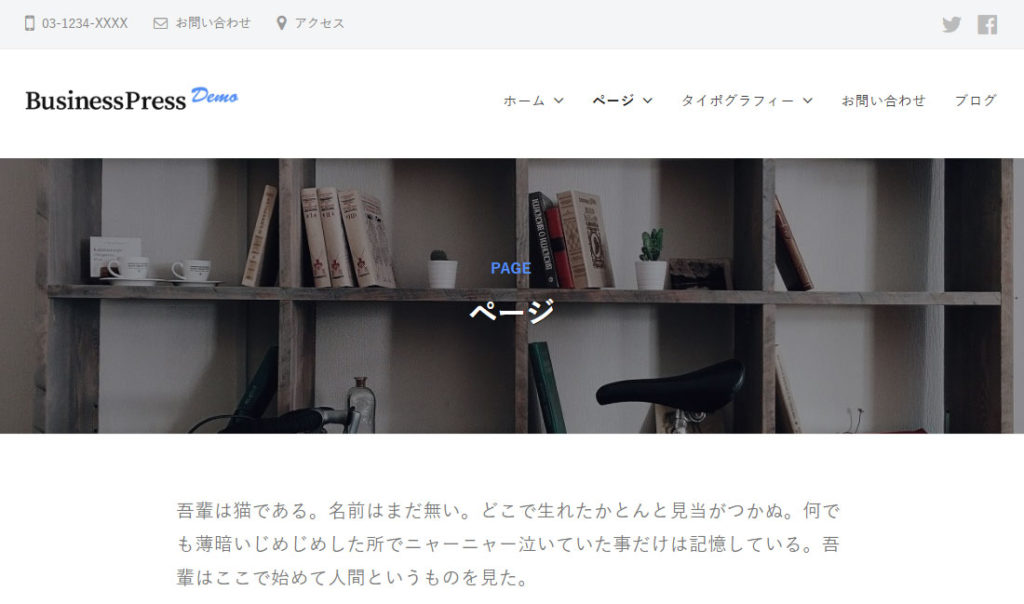 03-1234-XXXX お問い合わせ アクセス
BusinessPress Demo
ホーム ページ タイポグラフィー お問い合わせ ブログ
PAGE
ページ
吾輩は猫である。名前はまだ無い。どこで生れたかとんと見当がつかぬ。何で
も薄暗いじめじめした所でニャーニャー泣いていた事だけは記憶している。吾
輩はここで始めて人間というものを見た。